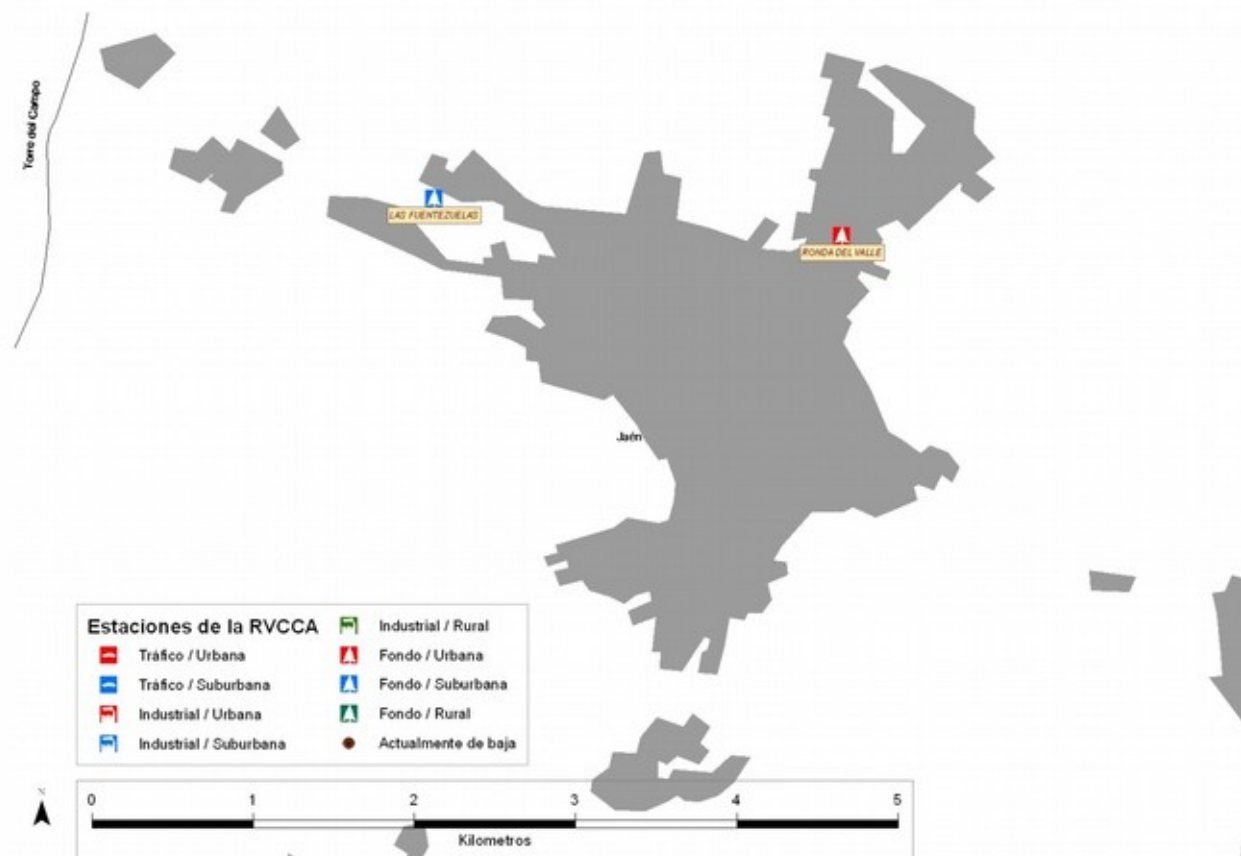 Torre del Campo
LAS FUENTEZUELAS
RONDA DEL VALLE
Jaén
Estaciones de la RVCCA
Tráfico / Urbana
Tráfico / Suburbana
Industrial / Urbana
Industrial / Suburbana
Industrial / Rural
Fondo / Urbana
Fondo / Suburbana
Fondo / Rural
Actualmente de baja
0 1 2 3 4 5
Kilometros